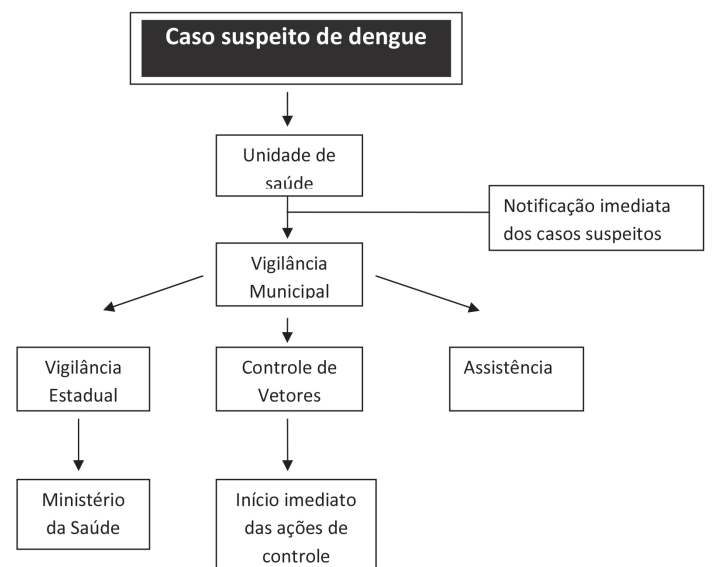 Caso suspeito de dengue
Unidade de
saúde
Notificação imediata
dos casos suspeitos
Vigilância
Municipal
Vigilância
Estadual
Controle de
Vetores
Assistência
Ministério
da Saúde
Início imediato
das ações de
controle